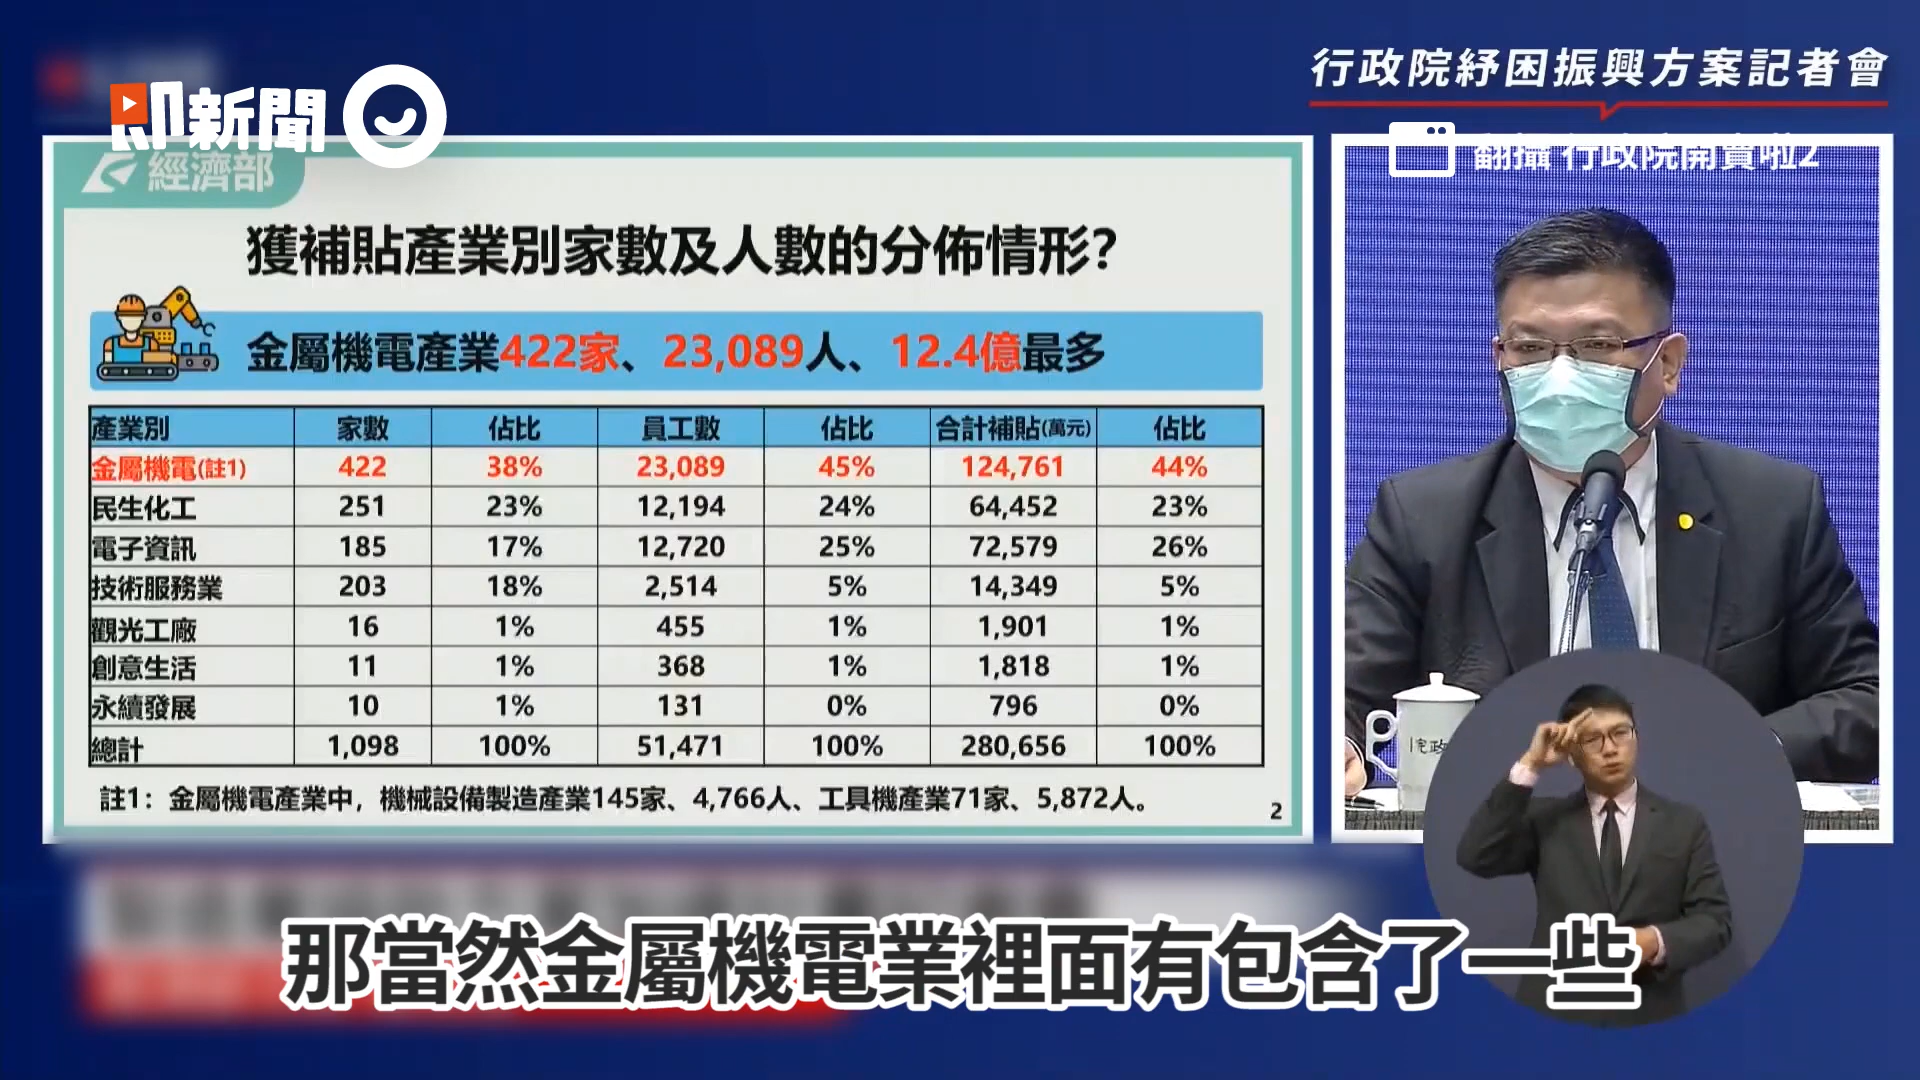 即新聞
行政院紓困振興方案記者會
翻攝 行政院開實啦2
經濟部
獲補貼產業別家數及人數的分佈情形?
金屬機電產業422家、23,089人、12.4億最多
產業別 家數 佔比 員工數 佔比 合計補貼(萬元) 佔比
金屬機電(註1) 422 38% 23,089 45% 124,761 44%
民生化工 251 23% 12,194 24% 64,452 23%
電子資訊 185 17% 12,720 25% 72,579 26%
技術服務業 203 18% 2,514 5% 14,349 5%
觀光工廠 16 1% 455 1% 1,901 1%
創意生活 11 1% 368 1% 1,818 1%
永續發展 10 1% 131 0% 796 0%
總計 1,098 100% 51,471 100% 280,656 100%
註1：金屬機電產業中，機械設備製造產業145家、4,766人、工具機產業71家、5,872人。
2
那當然金屬機電業裡面有包含了一些